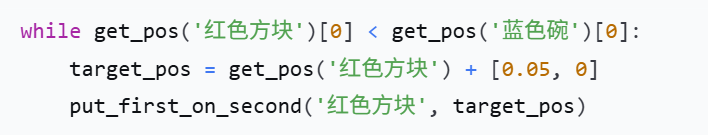 while get_pos('红色方块')[0] < get_pos('蓝色碗')[0]:
    target_pos = get_pos('红色方块') + [0.05, 0]
    put_first_on_second('红色方块', target_pos)